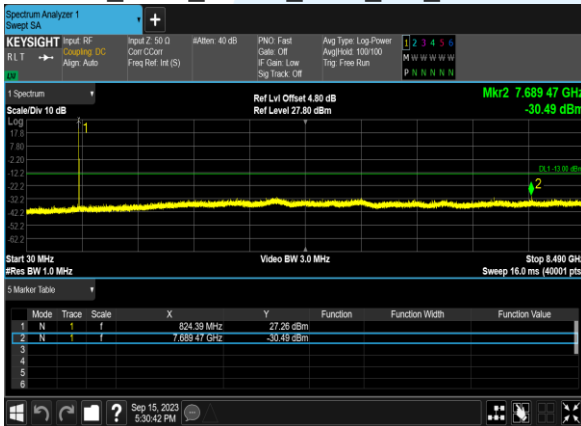 Spectrum Analyzer 1
Swept SA
KEYSIGHT
R L T
LW
Input: RF
Coupling: DC
Align: Auto
Input Z: 50 Ω
Corr CCorr
Freq Ref: Int (S)
#Atten: 40 dB
PNO: Fast
Gate: Off
IF Gain: Low
Sig Track: Off
Avg Type: Log-Power
Avg|Hold: 100/100
Trig: Free Run
1 2 3 4 5 6
M W W W W W
P N N N N N
1 Spectrum
Scale/Div 10 dB
Ref Lvl Offset 4.80 dB
Ref Level 27.80 dBm
Mkr2 7.689 47 GHz
-30.49 dBm
Log
17.8
7.80
-2.20
-12.2
-22.2
-32.2
-42.2
-52.2
-62.2
1
DL1 -13.00 dBm
2
Start 30 MHz
#Res BW 1.0 MHz
Video BW 3.0 MHz
Stop 8.490 GHz
Sweep 16.0 ms (40001 pts
5 Marker Table
Mode Trace Scale X Y Function Function Width Function Value
1 N 1 f 824.39 MHz 27.26 dBm
2 N 1 f 7.689 47 GHz -30.49 dBm
3
4
5
6
?
Sep 15, 2023
5:30:42 PM